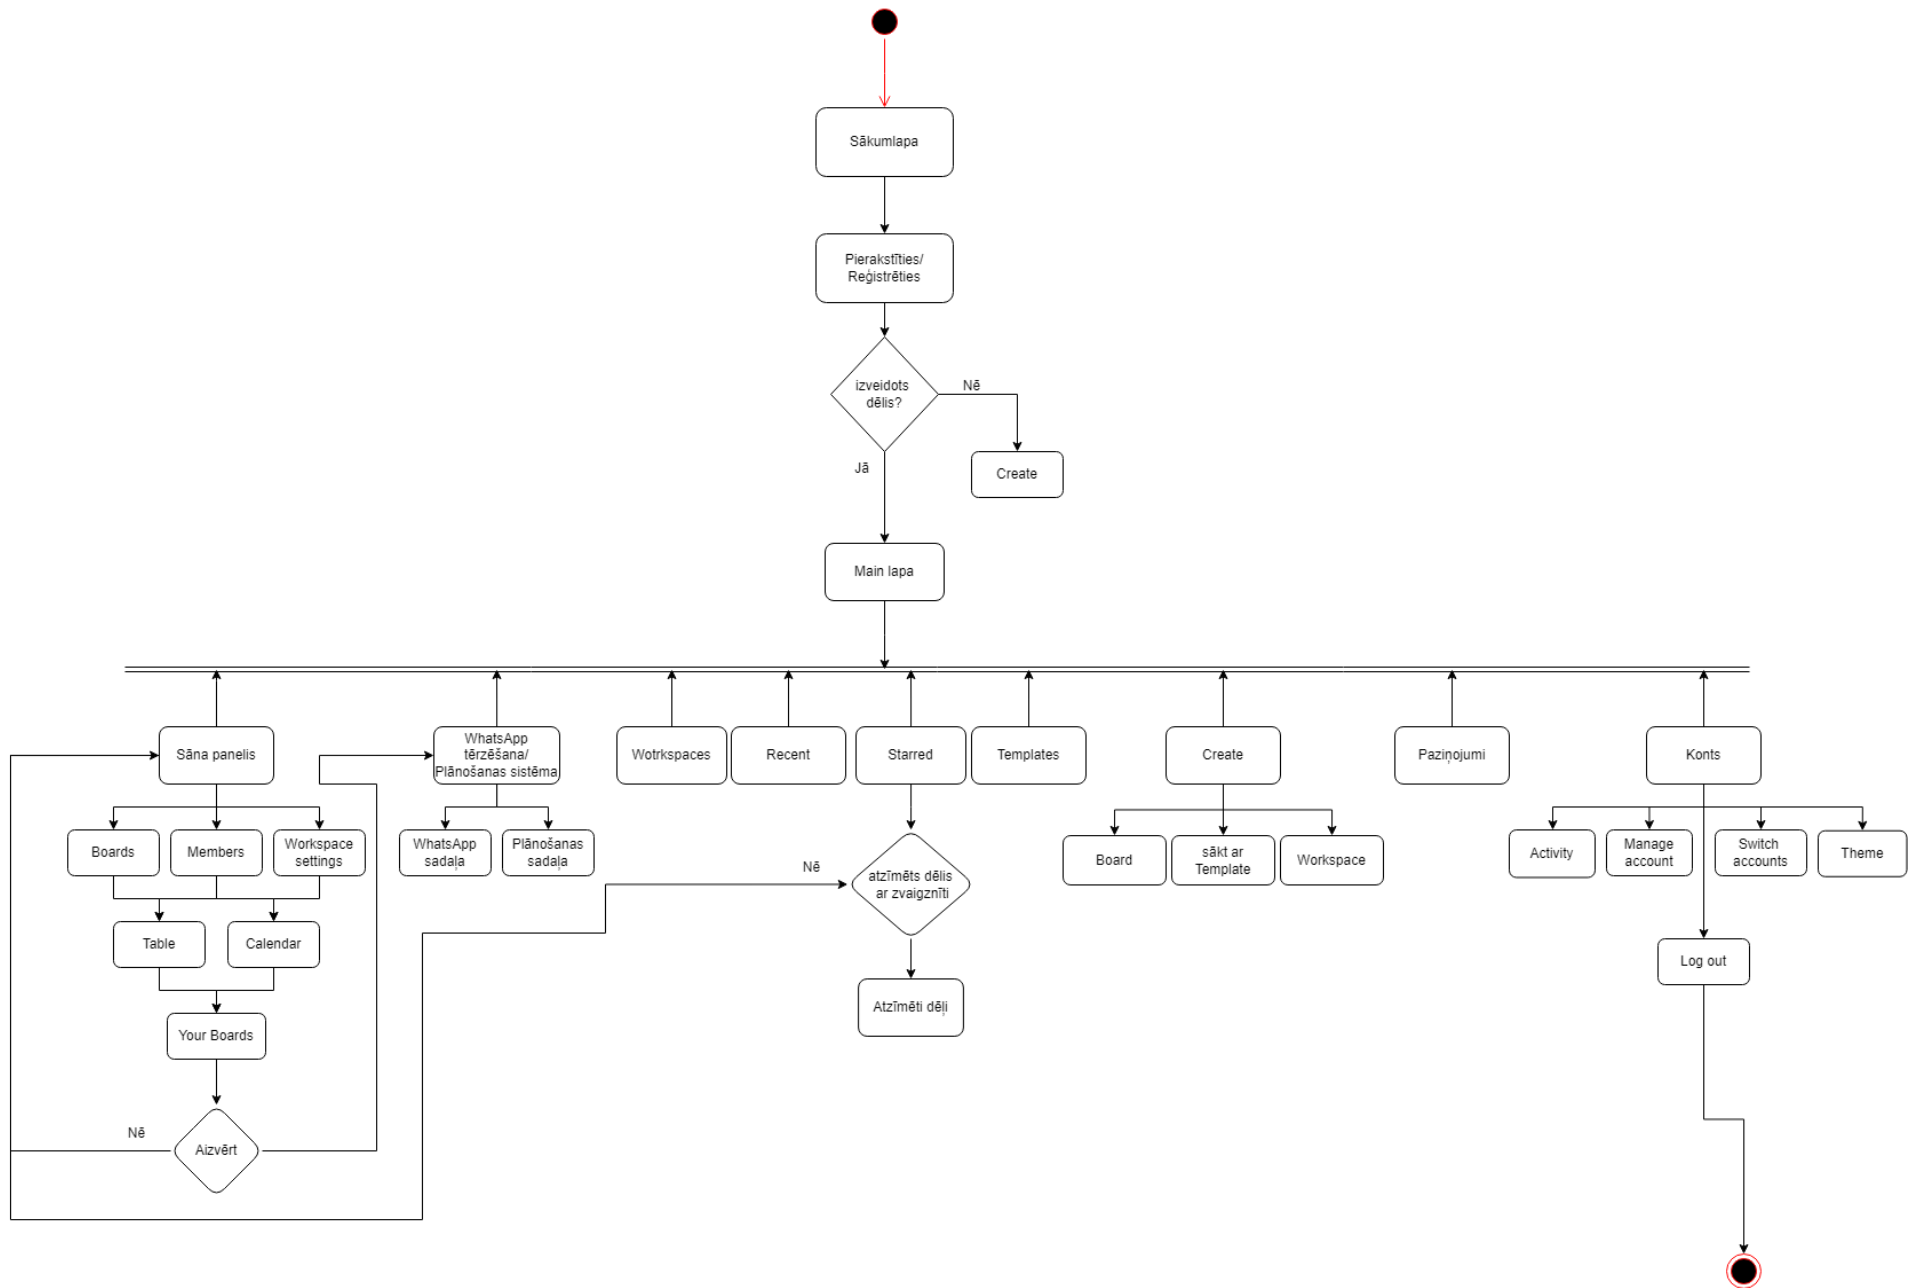 Sākumlapa
Pierakstīties/
Reģistrēties
izveidots
dēlis?
Nē
Jā
Create
Main lapa
Sāna panelis
WhatsApp
tērzēšana/
Plānošanas sistēma
Wotrkspaces
Recent
Starred
Templates
Create
Paziņojumi
Konts
Boards
Members
Workspace
settings
WhatsApp
sadaļa
Plānošanas
sadaļa
Nē
atzīmēts dēlis
ar zvaigznīti
Board
sākt ar
Template
Workspace
Activity
Manage
account
Switch
accounts
Theme
Table
Calendar
Log out
Atzīmēti dēļi
Your Boards
Nē
Aizvērt